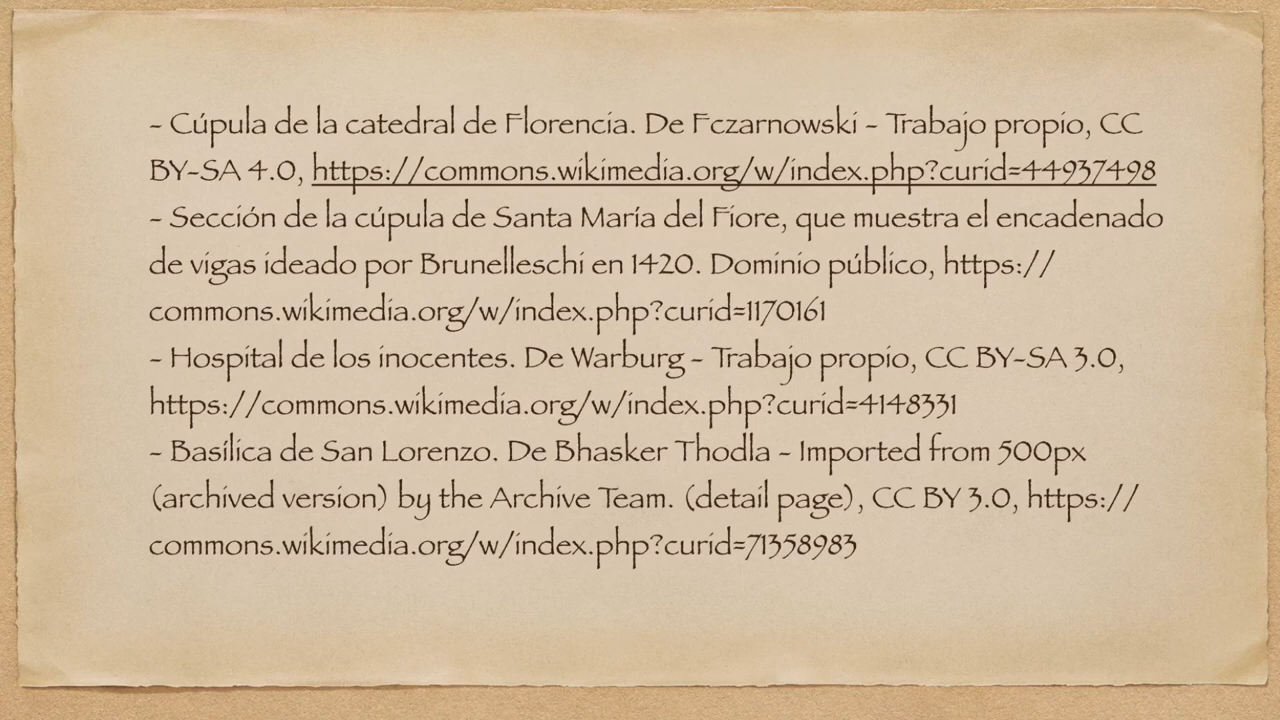 - Cúpula de la catedral de Florencia. De Fczarnowski - Trabajo propio, CC
BY-SA 4.0, https://commons.wikimedia.org/w/index.php?curid=44937498
- Sección de la cúpula de Santa María del Fiore, que muestra el encadenado
de vigas ideado por Brunelleschi en 1420. Dominio público, https://
commons.wikimedia.org/w/index.php?curid=1170161
- Hospital de los inocentes. De Warburg - Trabajo propio, CC BY-SA 3.0,
https://commons.wikimedia.org/w/index.php?curid=4148331
- Basílica de San Lorenzo. De Bhasker Thodla - Imported from 500px
(archived version) by the Archive Team. (detail page), CC BY 3.0, https://
commons.wikimedia.org/w/index.php?curid=71358983